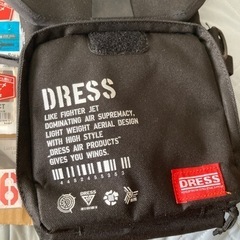 DRESS
LIKE FIGHTER JET
DOMINATING AIR SUPREMACY.
LIGHT WEIGHT AERIAL DESIGN
WITH HIGH STYLE
"DRESS AIR PRODUCTS"
GIVES YOU WINGS.
DRESS
DRESS